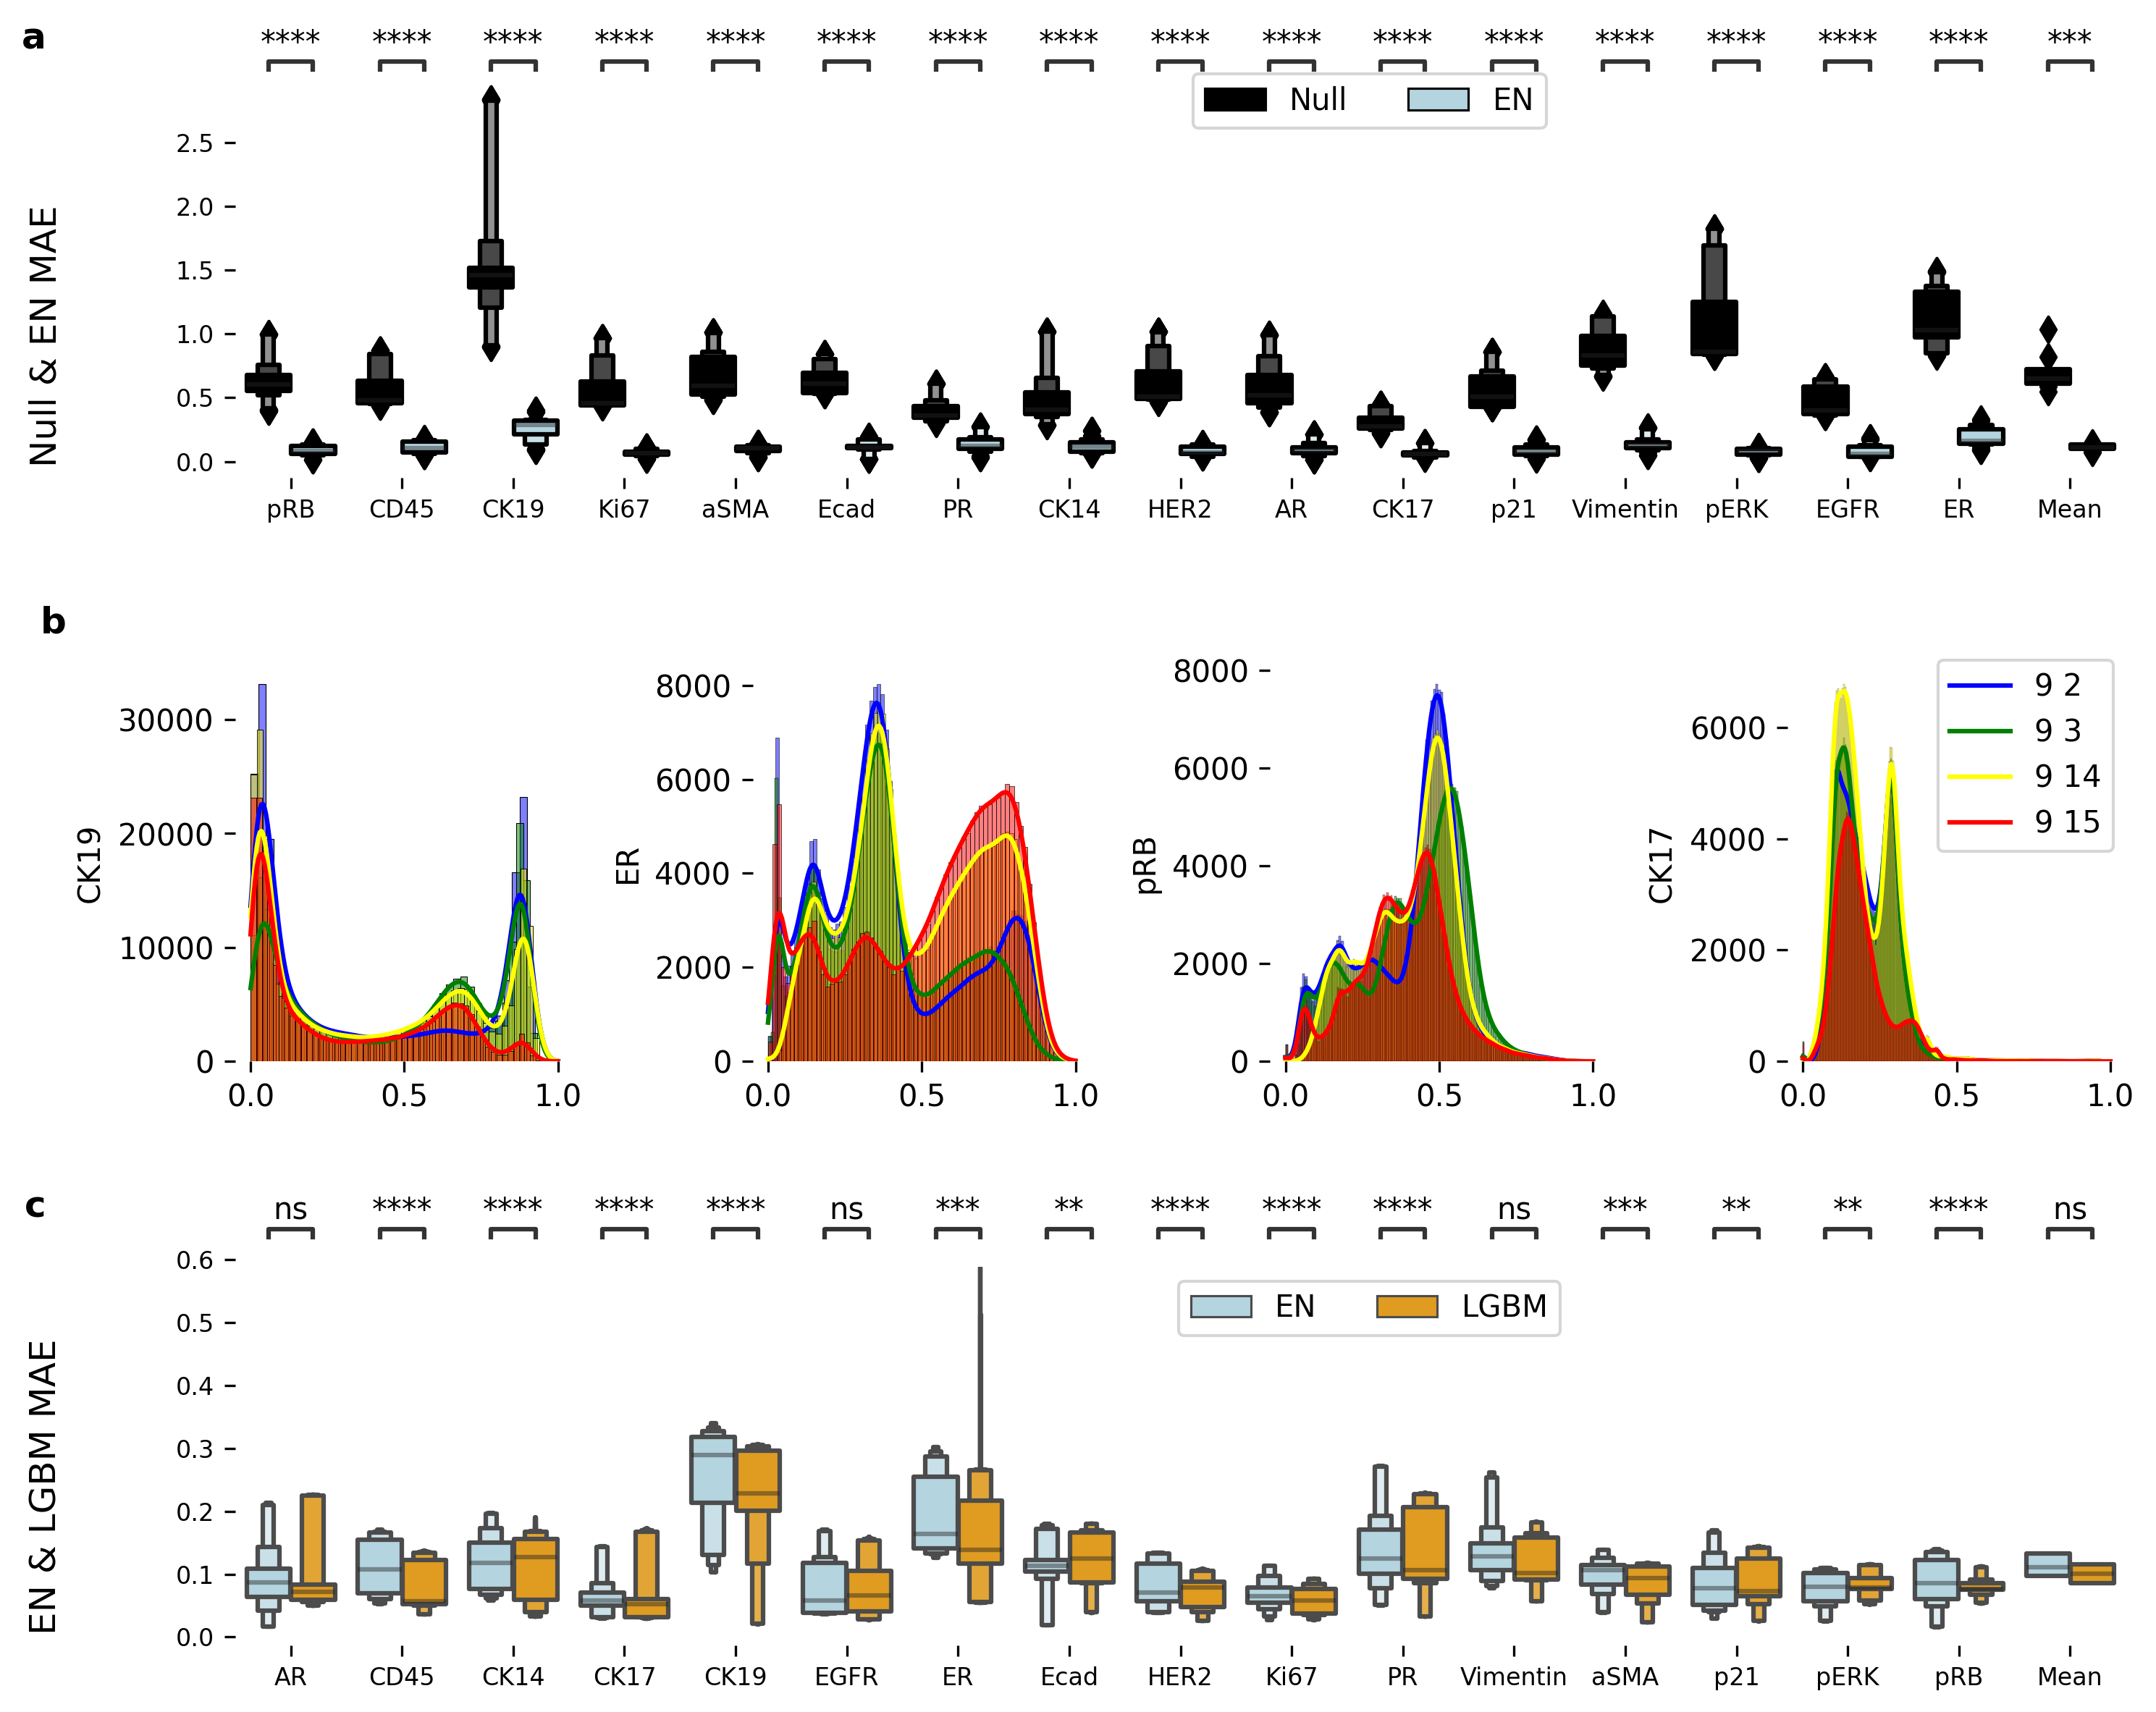 a
**** **** **** **** **** **** **** **** **** **** **** **** **** **** **** **** ***
Null EN
Null & EN MAE
2.5
2.0
1.5
1.0
0.5
0.0
pRB CD45 CK19 Ki67 aSMA Ecad PR CK14 HER2 AR CK17 p21 Vimentin pERK EGFR ER Mean
b
CK19
30000
20000
10000
0
0.0 0.5 1.0
ER
8000
6000
4000
2000
0
0.0 0.5 1.0
pRB
8000
6000
4000
2000
0
0.0 0.5 1.0
CK17
6000
4000
2000
0
0.0 0.5 1.0
9 2
9 3
9 14
9 15
c
ns **** **** **** **** ns *** ** **** **** **** ns *** ** ** **** ns
EN LGBM
EN & LGBM MAE
0.6
0.5
0.4
0.3
0.2
0.1
0.0
AR CD45 CK14 CK17 CK19 EGFR ER Ecad HER2 Ki67 PR Vimentin aSMA p21 pERK pRB Mean